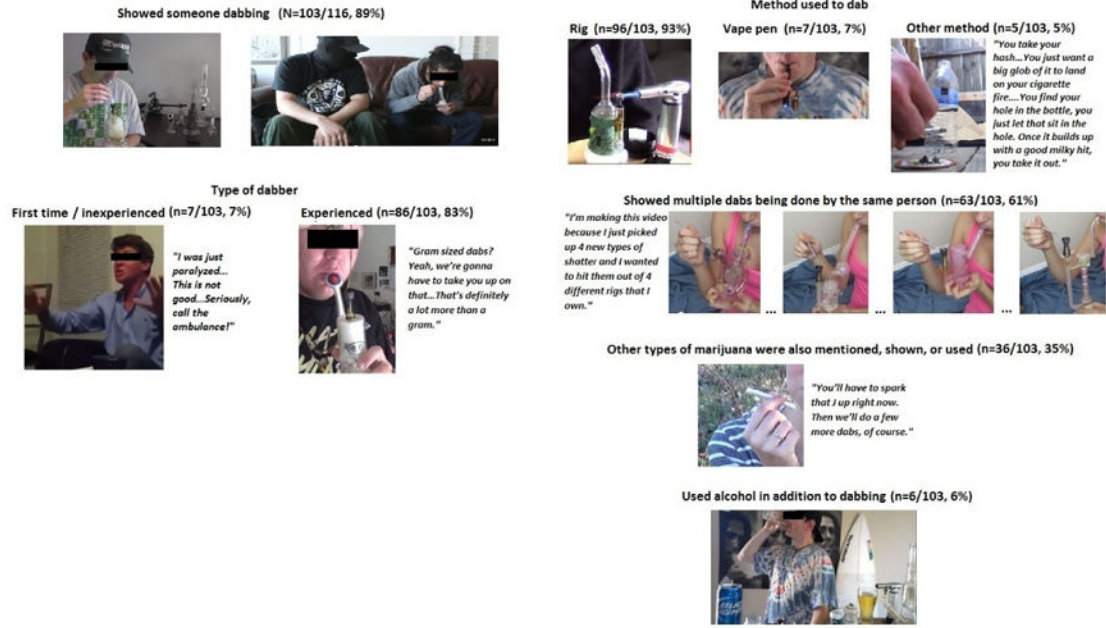 Showed someone dabbing (N=103/116, 89%)
Type of dabber
First time / inexperienced (n=7/103, 7%)
"I was just
paralyzed...
This is not
good...Seriously,
call the
ambulance!"
Experienced (n=86/103, 83%)
"Gram sized dabs?
Yeah, we're gonna
have to take you up on
that...That's definitely
a lot more than a
gram."
Method used to dab
Rig (n=96/103, 93%)
Vape pen (n=7/103, 7%)
Other method (n=5/103, 5%)
"You take your
hash...You just want a
big glob of it to land
on your cigarette
fire....You find your
hole in the bottle, you
just let that sit in the
hole. Once it builds up
with a good milky hit,
you take it out."
Showed multiple dabs being done by the same person (n=63/103, 61%)
"I'm making this video
because I just picked
up 4 new types of
shatter and I wanted
to hit them out of 4
different rigs that I
own."
... ... ...
Other types of marijuana were also mentioned, shown, or used (n=36/103, 35%)
"You'll have to spark
that J up right now.
Then we'll do a few
more dabs, of course."
Used alcohol in addition to dabbing (n=6/103, 6%)
BUD
LIGHT